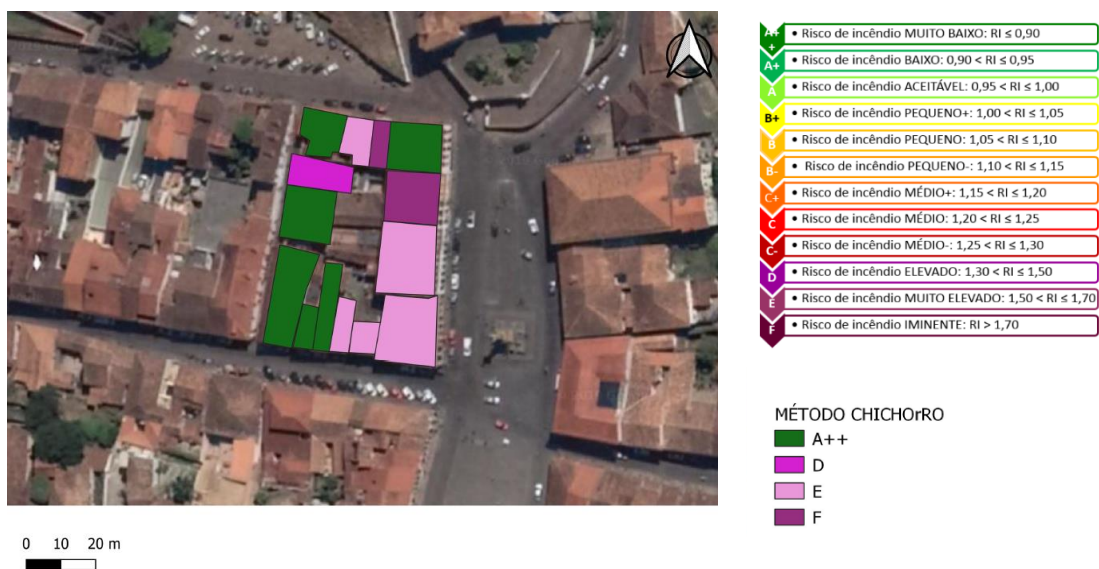 A+
+
• Risco de incêndio MUITO BAIXO: RI ≤ 0,90
A+
• Risco de incêndio BAIXO: 0,90 < RI ≤ 0,95
A
• Risco de incêndio ACEITÁVEL: 0,95 < RI ≤ 1,00
B+
• Risco de incêndio PEQUENO+: 1,00 < RI ≤ 1,05
B
• Risco de incêndio PEQUENO: 1,05 < RI ≤ 1,10
B-
• Risco de incêndio PEQUENO-: 1,10 < RI ≤ 1,15
C+
• Risco de incêndio MÉDIO+: 1,15 < RI ≤ 1,20
C
• Risco de incêndio MÉDIO: 1,20 < RI ≤ 1,25
C-
• Risco de incêndio MÉDIO-: 1,25 < RI ≤ 1,30
D
• Risco de incêndio ELEVADO: 1,30 < RI ≤ 1,50
E
• Risco de incêndio MUITO ELEVADO: 1,50 < RI ≤ 1,70
F
• Risco de incêndio IMINENTE: RI > 1,70
MÉTODO CHICHOrRO
A++
D
E
F
0 10 20 m